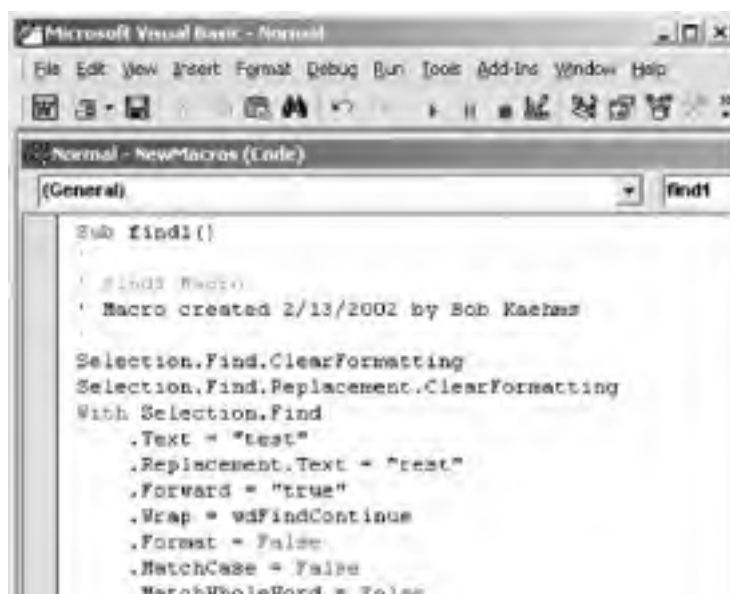 Microsoft Visual Basic - Normal
File Edit View Insert Format Debug Run Tools Add-Ins Window Help
Normal - NewMacros (Code)
(General) find1
Sub find1()
'
' find1 Macro
' Macro created 2/13/2002 by Bob Kaehms
'
Selection.Find.ClearFormatting
Selection.Find.Replacement.ClearFormatting
With Selection.Find
.Text = "test"
.Replacement.Text = "rest"
.Forward = "true"
.Wrap = wdFindContinue
.Format = False
.MatchCase = False
.MatchWholeWord = False